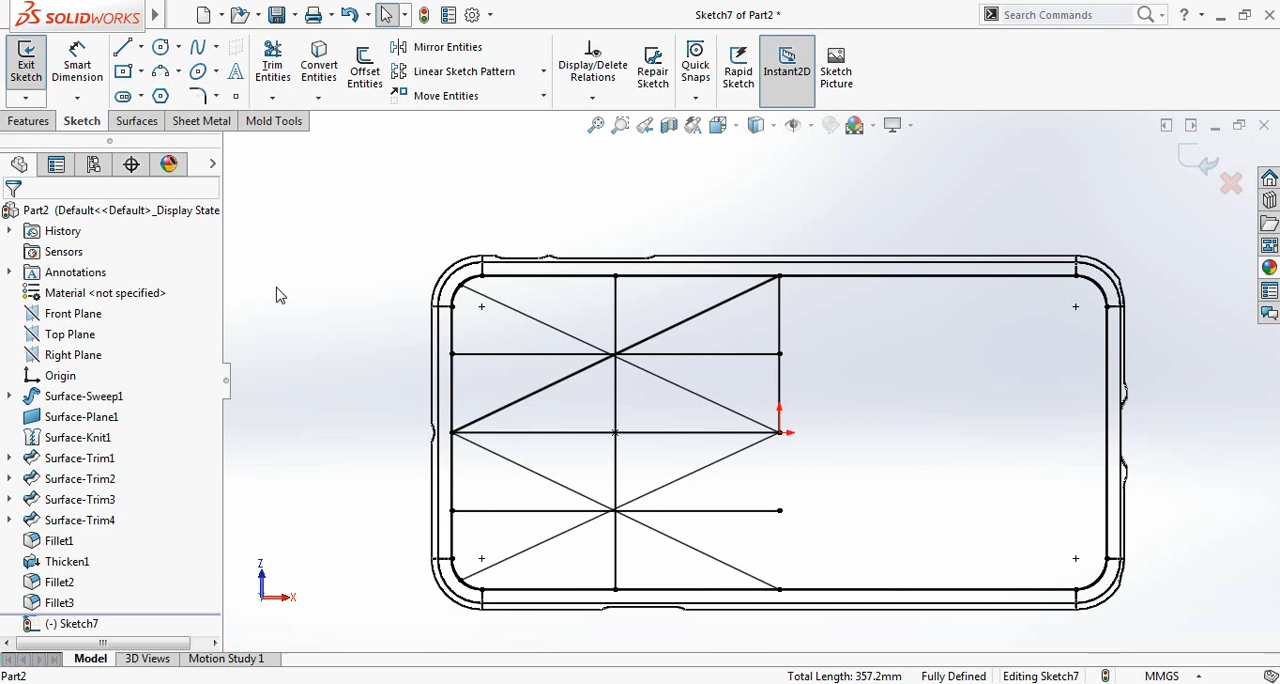 SOLIDWORKS
Sketch7 of Part2 *
Search Commands
Exit Sketch
Smart Dimension
Trim Entities
Convert Entities
Offset Entities
Mirror Entities
Linear Sketch Pattern
Move Entities
Display/Delete Relations
Repair Sketch
Quick Snaps
Rapid Sketch
Instant2D
Sketch Picture
Features
Sketch
Surfaces
Sheet Metal
Mold Tools
Part2 (Default<<Default>_Display State
History
Sensors
Annotations
Material <not specified>
Front Plane
Top Plane
Right Plane
Origin
Surface-Sweep1
Surface-Plane1
Surface-Knit1
Surface-Trim1
Surface-Trim2
Surface-Trim3
Surface-Trim4
Fillet1
Thicken1
Fillet2
Fillet3
(-) Sketch7
Z
X
Model
3D Views
Motion Study 1
Part2
Total Length: 357.2mm
Fully Defined
Editing Sketch7
MMGS